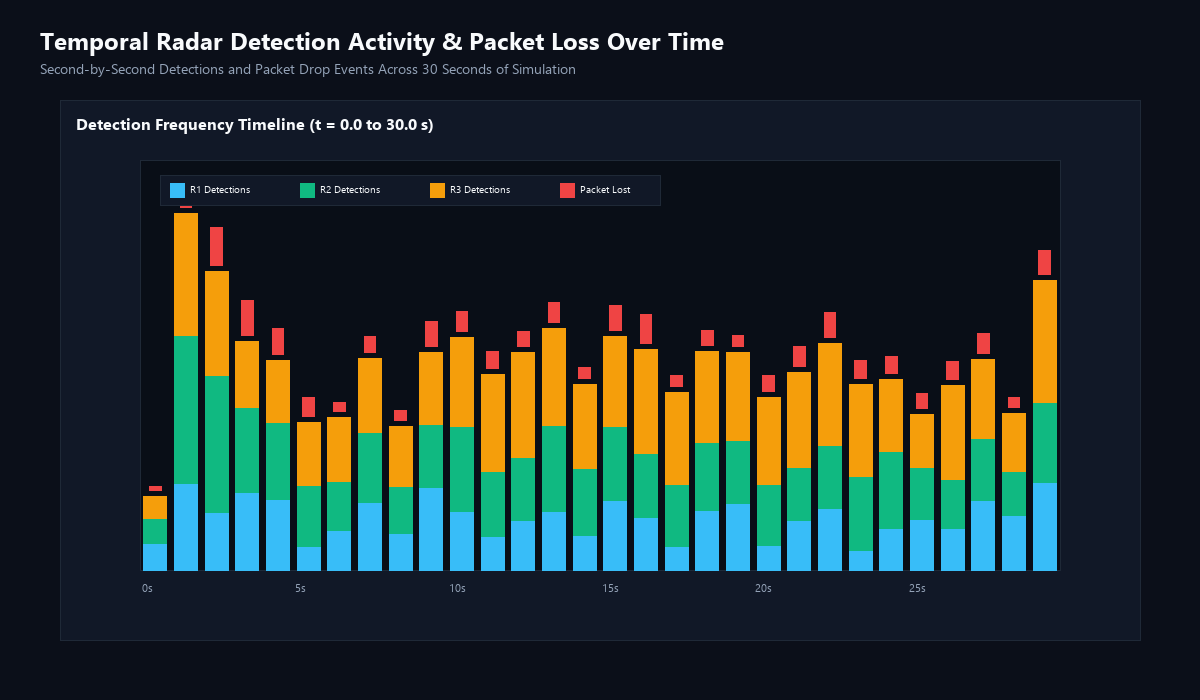 Temporal Radar Detection Activity & Packet Loss Over Time
Second-by-Second Detections and Packet Drop Events Across 30 Seconds of Simulation
Detection Frequency Timeline (t = 0.0 to 30.0 s)
R1 Detections R2 Detections R3 Detections Packet Lost
0s 5s 10s 15s 20s 25s